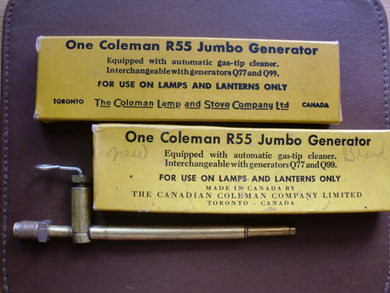 One Coleman R55 Jumbo Generator
Equipped with automatic gas-tip cleaner.
Interchangeable with generators Q77 and Q99.
FOR USE ON LAMPS AND LANTERNS ONLY
TORONTO The Coleman Lamp and Stove Company Ltd CANADA
One Coleman R55 Jumbo Generator
Equipped with automatic gas-tip cleaner.
Interchangeable with generators Q77 and Q99.
FOR USE ON LAMPS AND LANTERNS ONLY
MADE IN CANADA BY
THE CANADIAN COLEMAN COMPANY LIMITED
TORONTO - CANADA